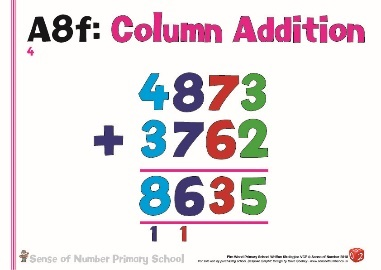 A8f: Column Addition
4
4873
+ 3762
8635
1 1
Sense of Number Primary School